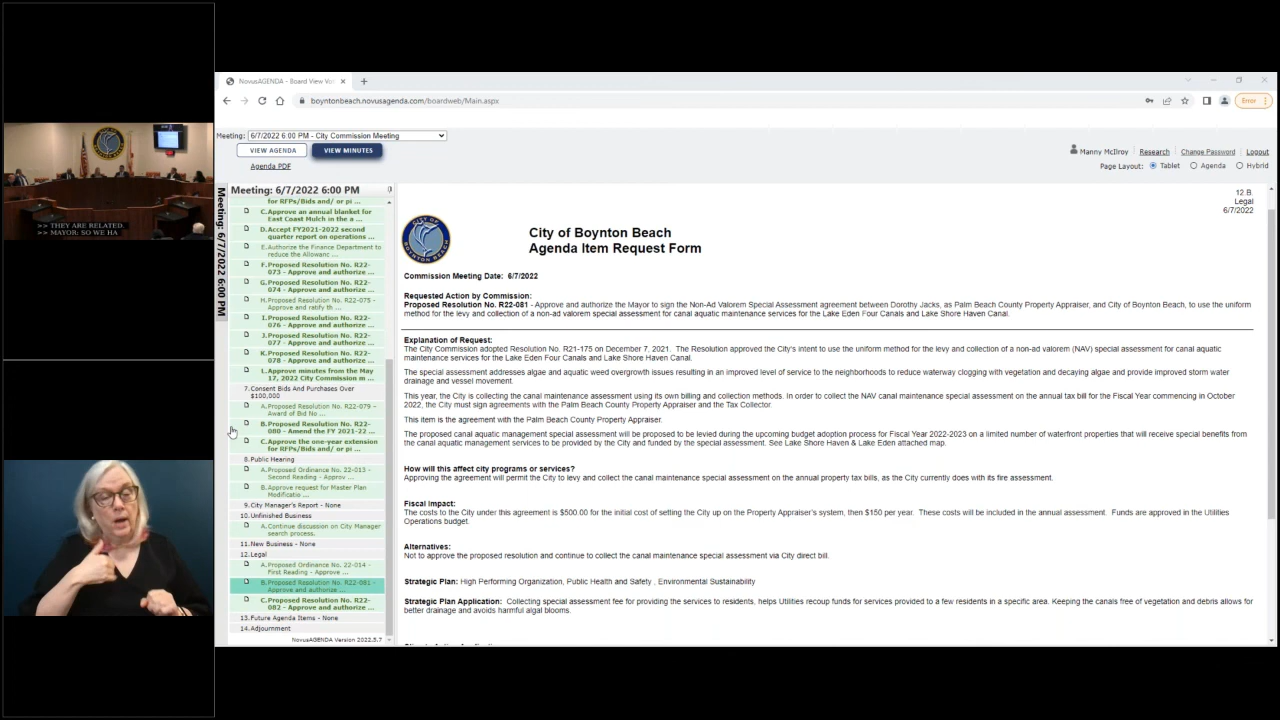 NovusAGENDA - Board View Ver
boyntonbeach.novusagenda.com/boardweb/Main.aspx
Error
Meeting: 6/7/2022 6:00 PM - City Commission Meeting
VIEW AGENDA
VIEW MINUTES
Agenda PDF
Manny McIlroy Research Change Password Logout
Page Layout: Tablet Agenda Hybrid
Meeting: 6/7/2022 6:00 PM
Meeting: 6/7/2022 6:00 PM
for RFPs/Bids and/ or pi ...
C.Approve an annual blanket for
East Coast Mulch in the a ...
D.Accept FY2021-2022 second
quarter report on operations ...
E.Authorize the Finance Department to
reduce the Allowanc ...
F.Proposed Resolution No. R22-
073 - Approve and authorize ...
G.Proposed Resolution No. R22-
074 - Approve and authorize ...
H.Proposed Resolution No. R22-075 -
Approve and ratify th ...
I.Proposed Resolution No. R22-
076 - Approve and authorize ...
J.Proposed Resolution No. R22-
077 - Approve and authorize ...
K.Proposed Resolution No. R22-
078 - Approve and authorize ...
L.Approve minutes from the May
17, 2022 City Commission m ...
7.Consent Bids And Purchases Over
$100,000
A.Proposed Resolution No. R22-079 -
Award of Bid No ...
B.Proposed Resolution No. R22-
080 - Amend the FY 2021-22 ...
C.Approve the one-year extension
for RFPs/Bids and/ or pi ...
8.Public Hearing
A.Proposed Ordinance No. 22-013 -
Second Reading - Approv ...
B.Approve request for Master Plan
Modificatio ...
9.City Manager's Report - None
10.Unfinished Business
A.Continue discussion on City Manager
search process.
11.New Business - None
12.Legal
A.Proposed Ordinance No. 22-014 -
First Reading - Approve ...
B.Proposed Resolution No. R22-081 -
Approve and authorize ...
C.Proposed Resolution No. R22-
082 - Approve and authorize ...
13.Future Agenda Items - None
14.Adjournment
NovusAGENDA Version 2022.5.7
12.B.
Legal
6/7/2022
CITY OF
BOYNTON BEACH
City of Boynton Beach
Agenda Item Request Form
Commission Meeting Date: 6/7/2022
Requested Action by Commission:
Proposed Resolution No. R22-081 - Approve and authorize the Mayor to sign the Non-Ad Valorem Special Assessment agreement between Dorothy Jacks, as Palm Beach County Property Appraiser, and City of Boynton Beach, to use the uniform
method for the levy and collection of a non-ad valorem special assessment for canal aquatic maintenance services for the Lake Eden Four Canals and Lake Shore Haven Canal.
Explanation of Request:
The City Commission adopted Resolution No. R21-175 on December 7, 2021. The Resolution approved the City's intent to use the uniform method for the levy and collection of a non-ad valorem (NAV) special assessment for canal aquatic
maintenance services for the Lake Eden Four Canals and Lake Shore Haven Canal.
The special assessment addresses algae and aquatic weed overgrowth issues resulting in an improved level of service to the neighborhoods to reduce waterway clogging with vegetation and decaying algae and provide improved storm water
drainage and vessel movement.
This year, the City is collecting the canal maintenance assessment using its own billing and collection methods. In order to collect the NAV canal maintenance special assessment on the annual tax bill for the Fiscal Year commencing in October
2022, the City must sign agreements with the Palm Beach County Property Appraiser and the Tax Collector.
This item is the agreement with the Palm Beach County Property Appraiser.
The proposed canal aquatic management special assessment will be proposed to be levied during the upcoming budget adoption process for Fiscal Year 2022-2023 on a limited number of waterfront properties that will receive special benefits from
the canal aquatic management services to be provided by the City and funded by the special assessment. See Lake Shore Haven & Lake Eden attached map.
How will this affect city programs or services?
Approving the agreement will permit the City to levy and collect the canal maintenance special assessment on the annual property tax bills, as the City currently does with its fire assessment.
Fiscal Impact:
The costs to the City under this agreement is $500.00 for the initial cost of setting the City up on the Property Appraiser's system, then $150 per year. These costs will be included in the annual assessment. Funds are approved in the Utilities
Operations budget.
Alternatives:
Not to approve the proposed resolution and continue to collect the canal maintenance special assessment via City direct bill.
Strategic Plan: High Performing Organization, Public Health and Safety , Environmental Sustainability
Strategic Plan Application: Collecting special assessment fee for providing the services to residents, helps Utilities recoup funds for services provided to a few residents in a specific area. Keeping the canals free of vegetation and debris allows for
better drainage and avoids harmful algal blooms.
>> THEY ARE RELATED.
>> MAYOR: SO WE HA